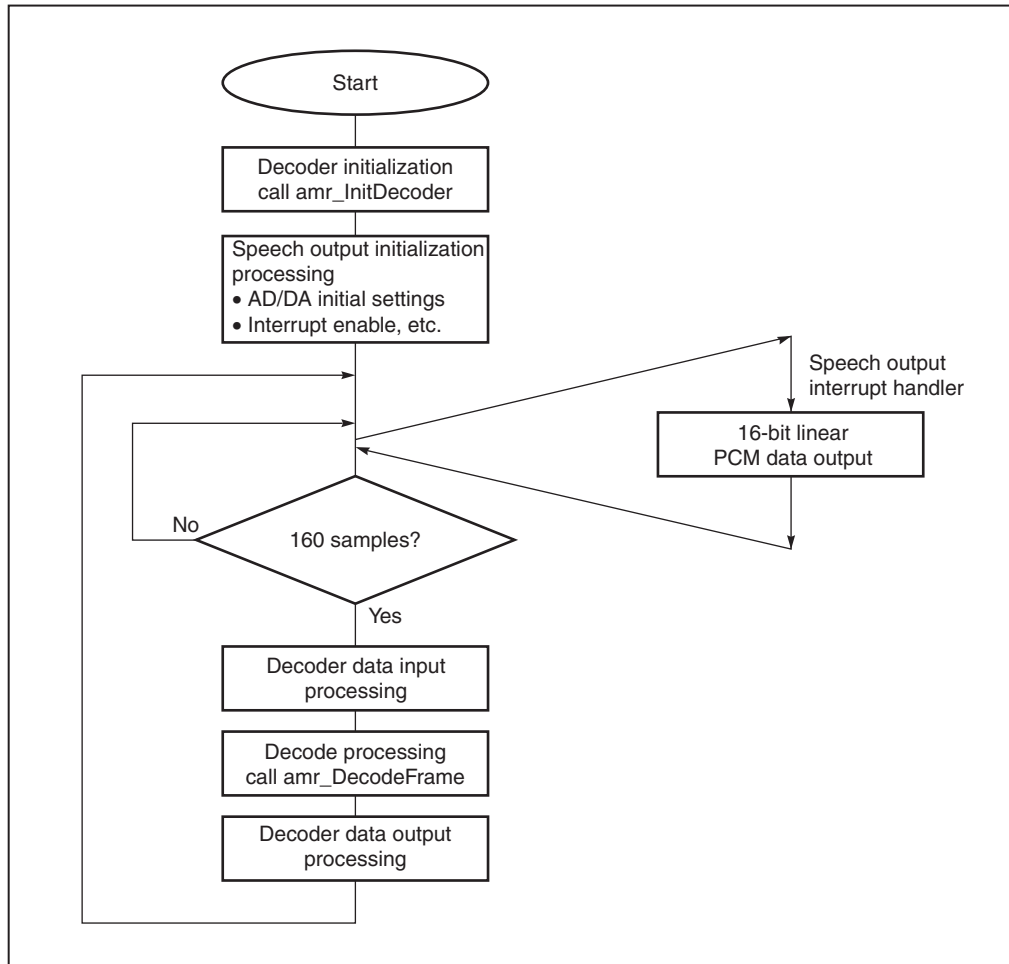 Start
Decoder initialization
call amr_InitDecoder
Speech output initialization
processing
• AD/DA initial settings
• Interrupt enable, etc.
Speech output
interrupt handler
16-bit linear
PCM data output
No
160 samples?
Yes
Decoder data input
processing
Decode processing
call amr_DecodeFrame
Decoder data output
processing